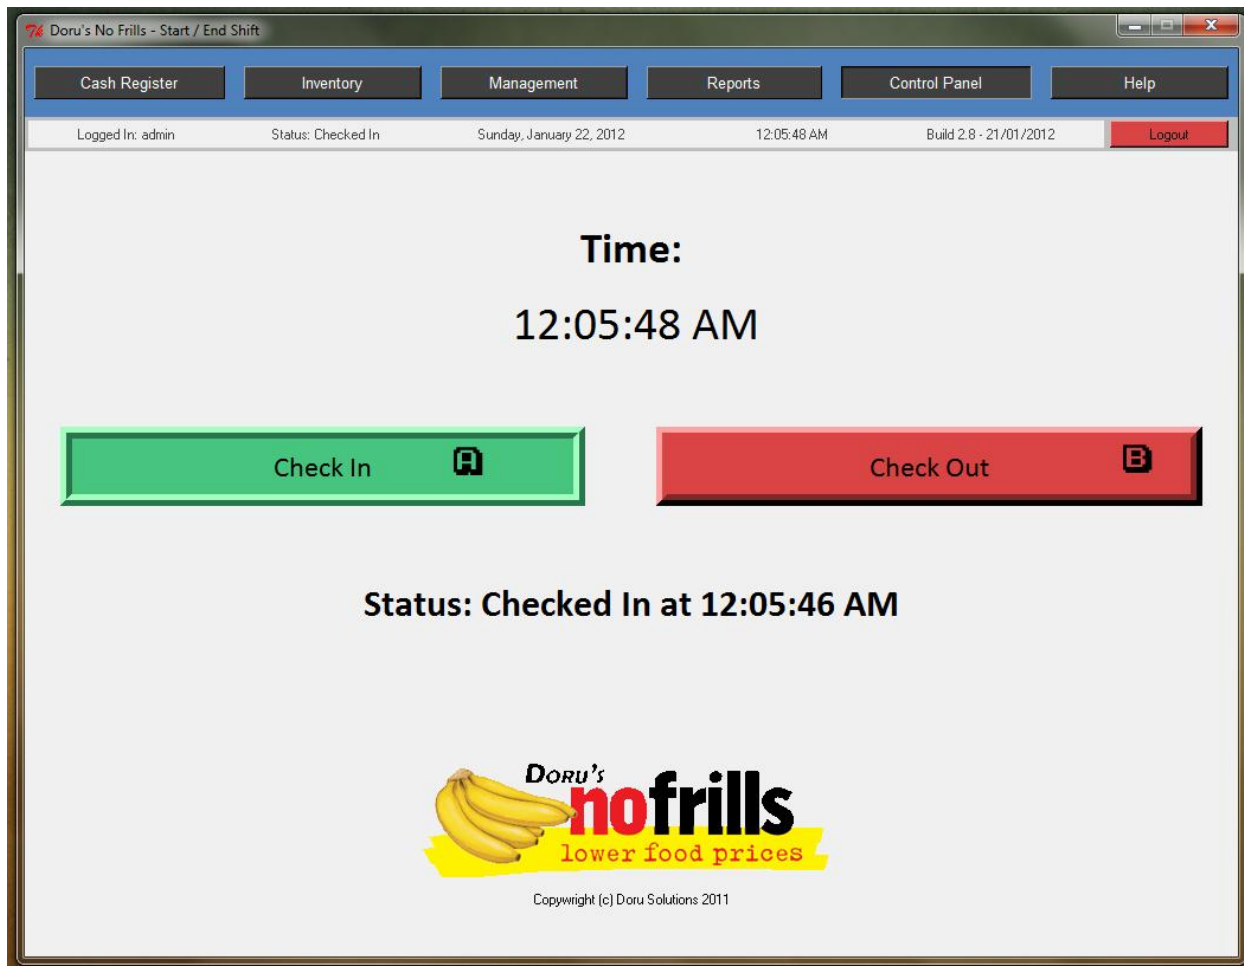 Doru's No Frills - Start / End Shift
Cash Register Inventory Management Reports Control Panel Help
Logged In: admin Status: Checked In Sunday, January 22, 2012 12:05:48 AM Build 2.8 - 21/01/2012 Logout
Time:
12:05:48 AM
Check In A Check Out B
Status: Checked In at 12:05:46 AM
Doru's
nofrills
lower food prices
Copywright (c) Doru Solutions 2011